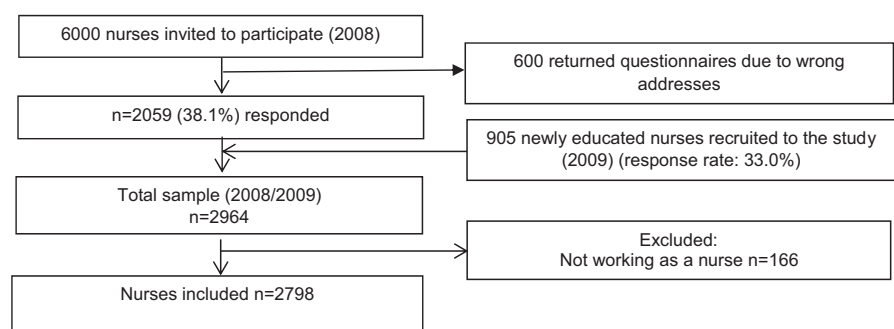 6000 nurses invited to participate (2008)
600 returned questionnaires due to wrong
addresses
n=2059 (38.1%) responded
905 newly educated nurses recruited to the study
(2009) (response rate: 33.0%)
Total sample (2008/2009)
n=2964
Excluded:
Not working as a nurse n=166
Nurses included n=2798